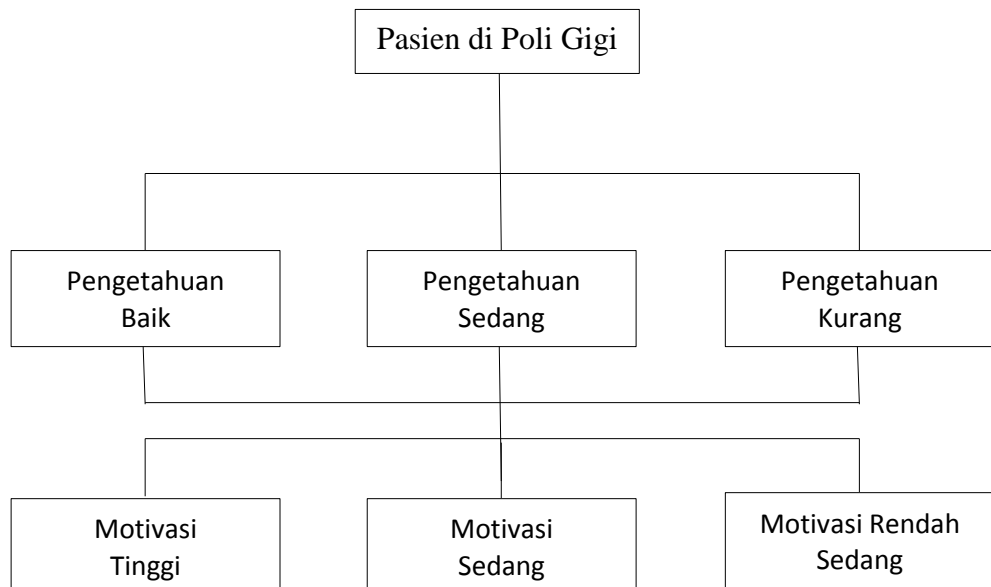 Pasien di Poli Gigi
Pengetahuan
Baik
Pengetahuan
Sedang
Pengetahuan
Kurang
Motivasi
Tinggi
Motivasi
Sedang
Motivasi Rendah
Sedang